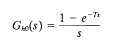 G_{h0}(s) = \frac{1 - e^{-Ts}}{s}